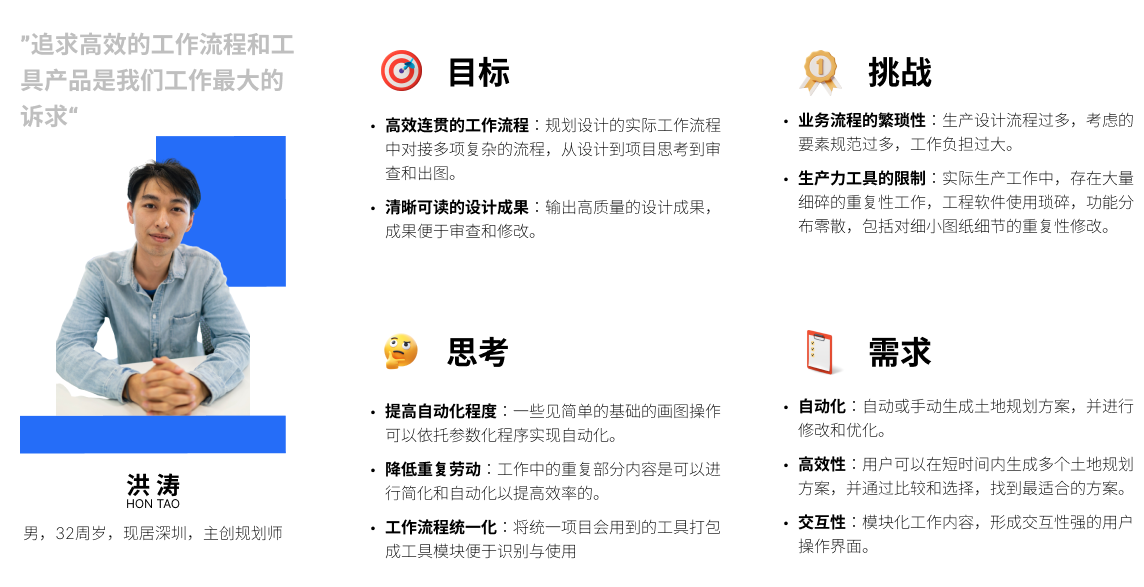 ”追求高效的工作流程和工
具产品是我们工作最大的
诉求“
洪 涛
HON TAO
男，32周岁，现居深圳，主创规划师
目标
• 高效连贯的工作流程：规划设计的实际工作流程
中对接多项复杂的流程，从设计到项目思考到审
查和出图。
• 清晰可读的设计成果：输出高质量的设计成果，
成果便于审查和修改。
挑战
• 业务流程的繁琐性：生产设计流程过多，考虑的
要素规范过多，工作负担过大。
• 生产力工具的限制：实际生产工作中，存在大量
细碎的重复性工作，工程软件使用琐碎，功能分
布零散，包括对细小图纸细节的重复性修改。
思考
• 提高自动化程度：一些见简单的基础的画图操作
可以依托参数化程序实现自动化。
• 降低重复劳动：工作中的重复部分内容是可以进
行简化和自动化以提高效率的。
• 工作流程统一化：将统一项目会用到的工具打包
成工具模块便于识别与使用
需求
• 自动化：自动或手动生成土地规划方案，并进行
修改和优化。
• 高效性：用户可以在短时间内生成多个土地规划
方案，并通过比较和选择，找到最适合的方案。
• 交互性：模块化工作内容，形成交互性强的用户
操作界面。